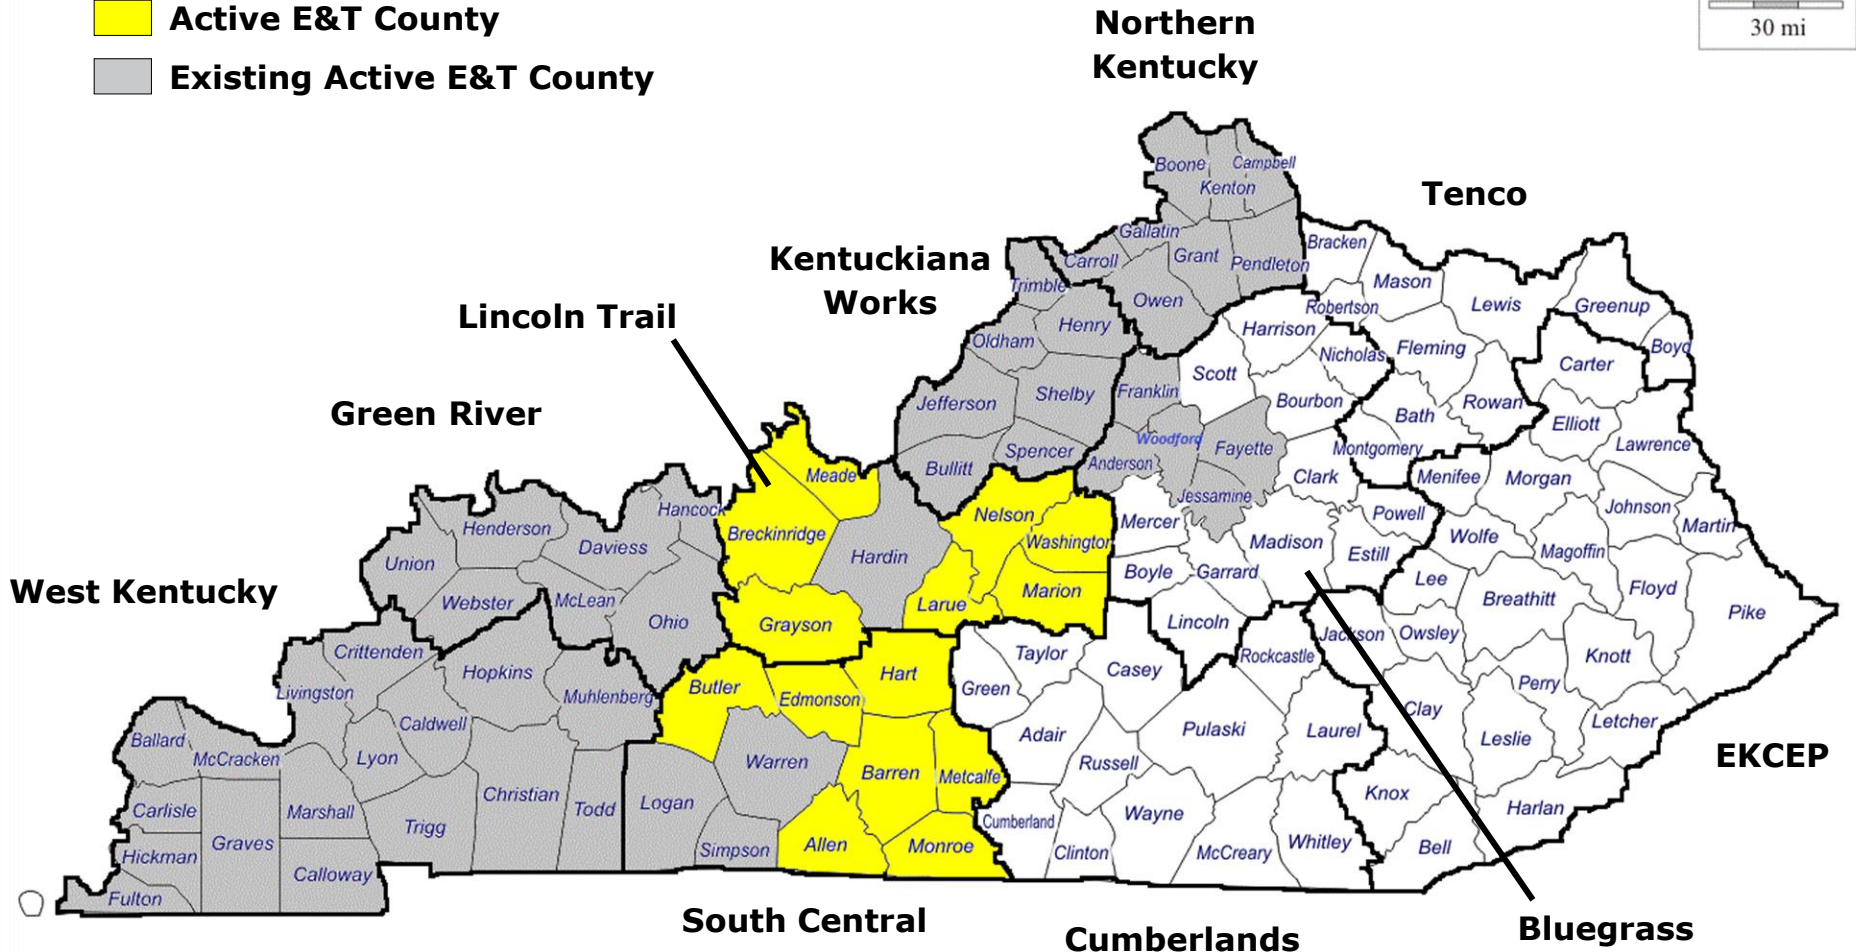 Active E&T County
Existing Active E&T County
30 mi
Northern
Kentucky
Tenco
Kentuckiana
Works
Lincoln Trail
Green River
West Kentucky
EKCEP
South Central
Cumberlands
Bluegrass
Boone
Campbell
Kenton
Gallatin
Carroll
Grant
Pendleton
Owen
Trimble
Henry
Oldham
Jefferson
Shelby
Bullitt
Spencer
Bracken
Mason
Robertson
Lewis
Greenup
Fleming
Boyd
Carter
Rowan
Bath
Montgomery
Elliott
Lawrence
Menifee
Morgan
Johnson
Martin
Wolfe
Magoffin
Floyd
Pike
Lee
Breathitt
Owsley
Jackson
Knott
Perry
Clay
Leslie
Letcher
Knox
Harlan
Bell
Harrison
Nicholas
Scott
Bourbon
Franklin
Woodford
Fayette
Anderson
Clark
Jessamine
Powell
Mercer
Madison
Estill
Boyle
Garrard
Lincoln
Meade
Breckinridge
Hardin
Nelson
Washington
Marion
Larue
Grayson
Hancock
Henderson
Daviess
Union
Webster
McLean
Ohio
Crittenden
Livingston
Hopkins
Muhlenberg
Caldwell
Lyon
Ballard
McCracken
Carlisle
Graves
Marshall
Hickman
Calloway
Fulton
Trigg
Christian
Todd
Butler
Edmonson
Hart
Warren
Barren
Metcalfe
Logan
Simpson
Allen
Monroe
Taylor
Green
Casey
Rockcastle
Adair
Pulaski
Laurel
Russell
Cumberland
Wayne
Clinton
McCreary
Whitley